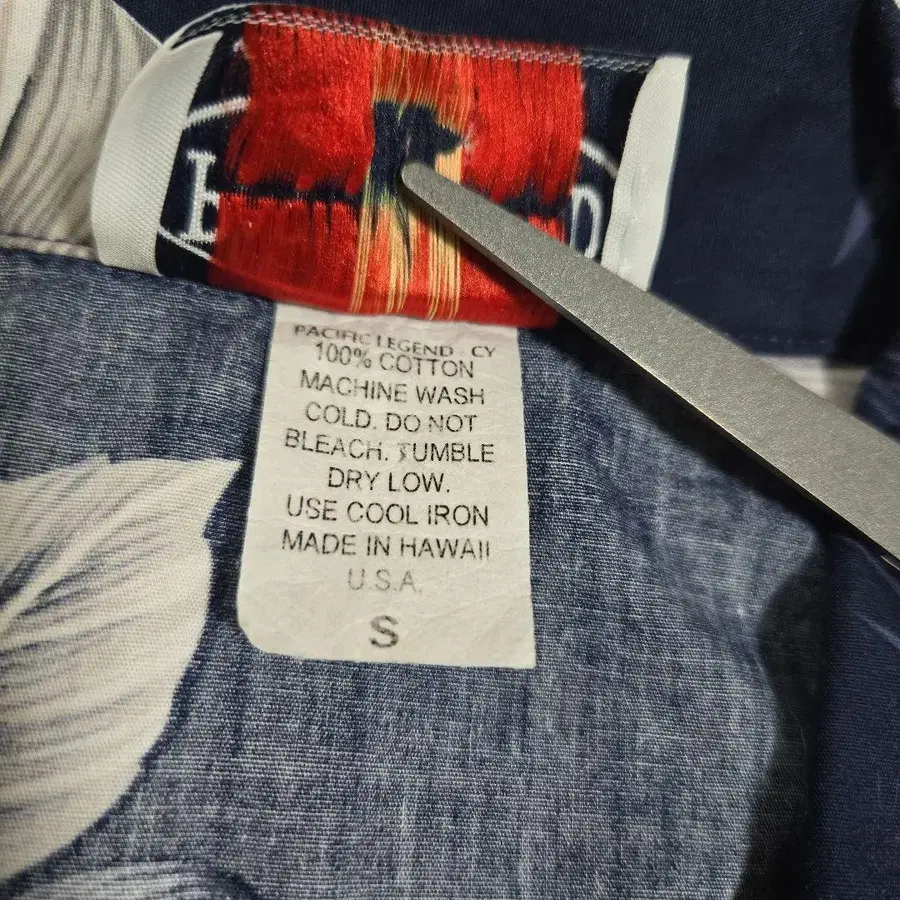 PACIFIC LEGEND - CY
100% COTTON
MACHINE WASH
COLD. DO NOT
BLEACH. TUMBLE
DRY LOW.
USE COOL IRON
MADE IN HAWAII
U.S.A.
S